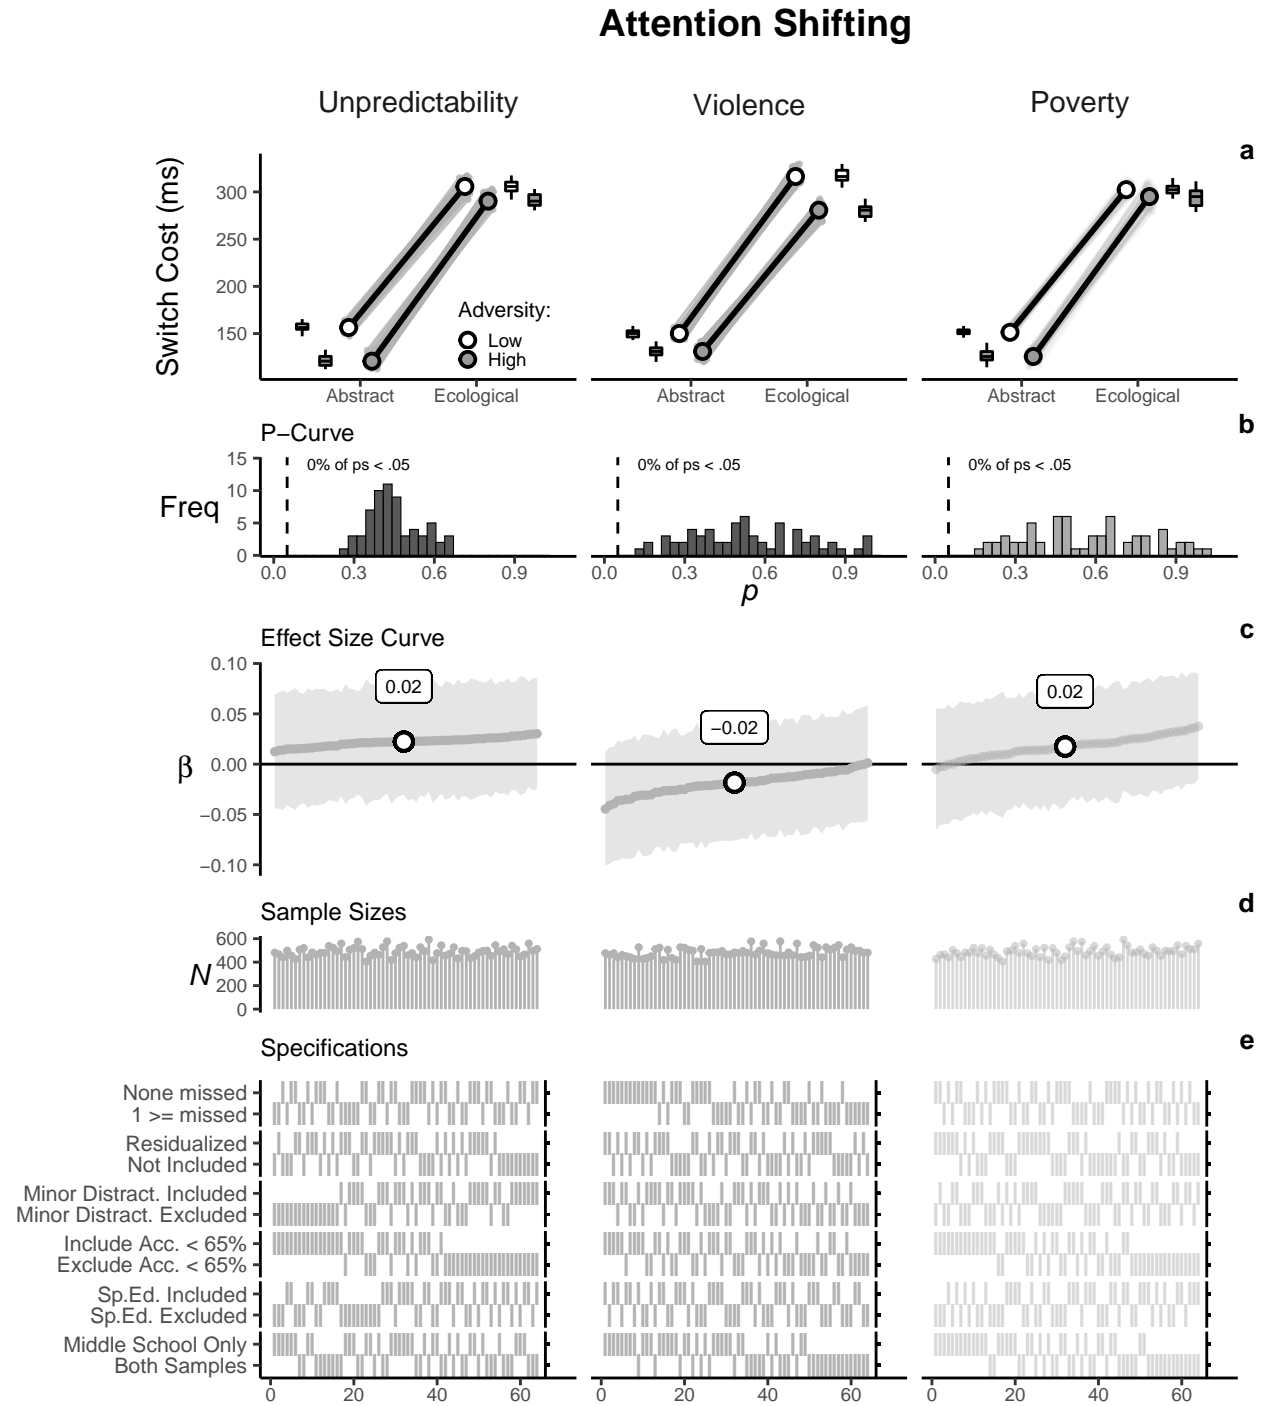 Attention Shifting
Unpredictability
Violence
Poverty
a
Switch Cost (ms)
300
250
200
150
Adversity:
Low
High
Abstract Ecological
Abstract Ecological
Abstract Ecological
b
P−Curve
Freq
15
10
5
0
0% of ps < .05
0% of ps < .05
0% of ps < .05
0.0 0.3 0.6 0.9
0.0 0.3 0.6 0.9
0.0 0.3 0.6 0.9
p
c
Effect Size Curve
β
0.10
0.05
0.00
−0.05
−0.10
0.02
−0.02
0.02
d
Sample Sizes
N
600
400
200
0
e
Specifications
None missed
1 >= missed
Residualized
Not Included
Minor Distract. Included
Minor Distract. Excluded
Include Acc. < 65%
Exclude Acc. < 65%
Sp.Ed. Included
Sp.Ed. Excluded
Middle School Only
Both Samples
0 20 40 60
0 20 40 60
0 20 40 60